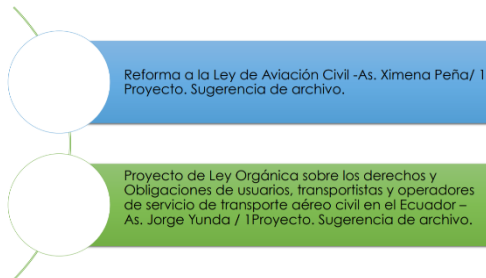 Reforma a la Ley de Aviación Civil -As. Ximena Peña/ 1
Proyecto. Sugerencia de archivo.
Proyecto de Ley Orgánica sobre los derechos y
Obligaciones de usuarios, transportistas y operadores
de servicio de transporte aéreo civil en el Ecuador –
As. Jorge Yunda / 1Proyecto. Sugerencia de archivo.